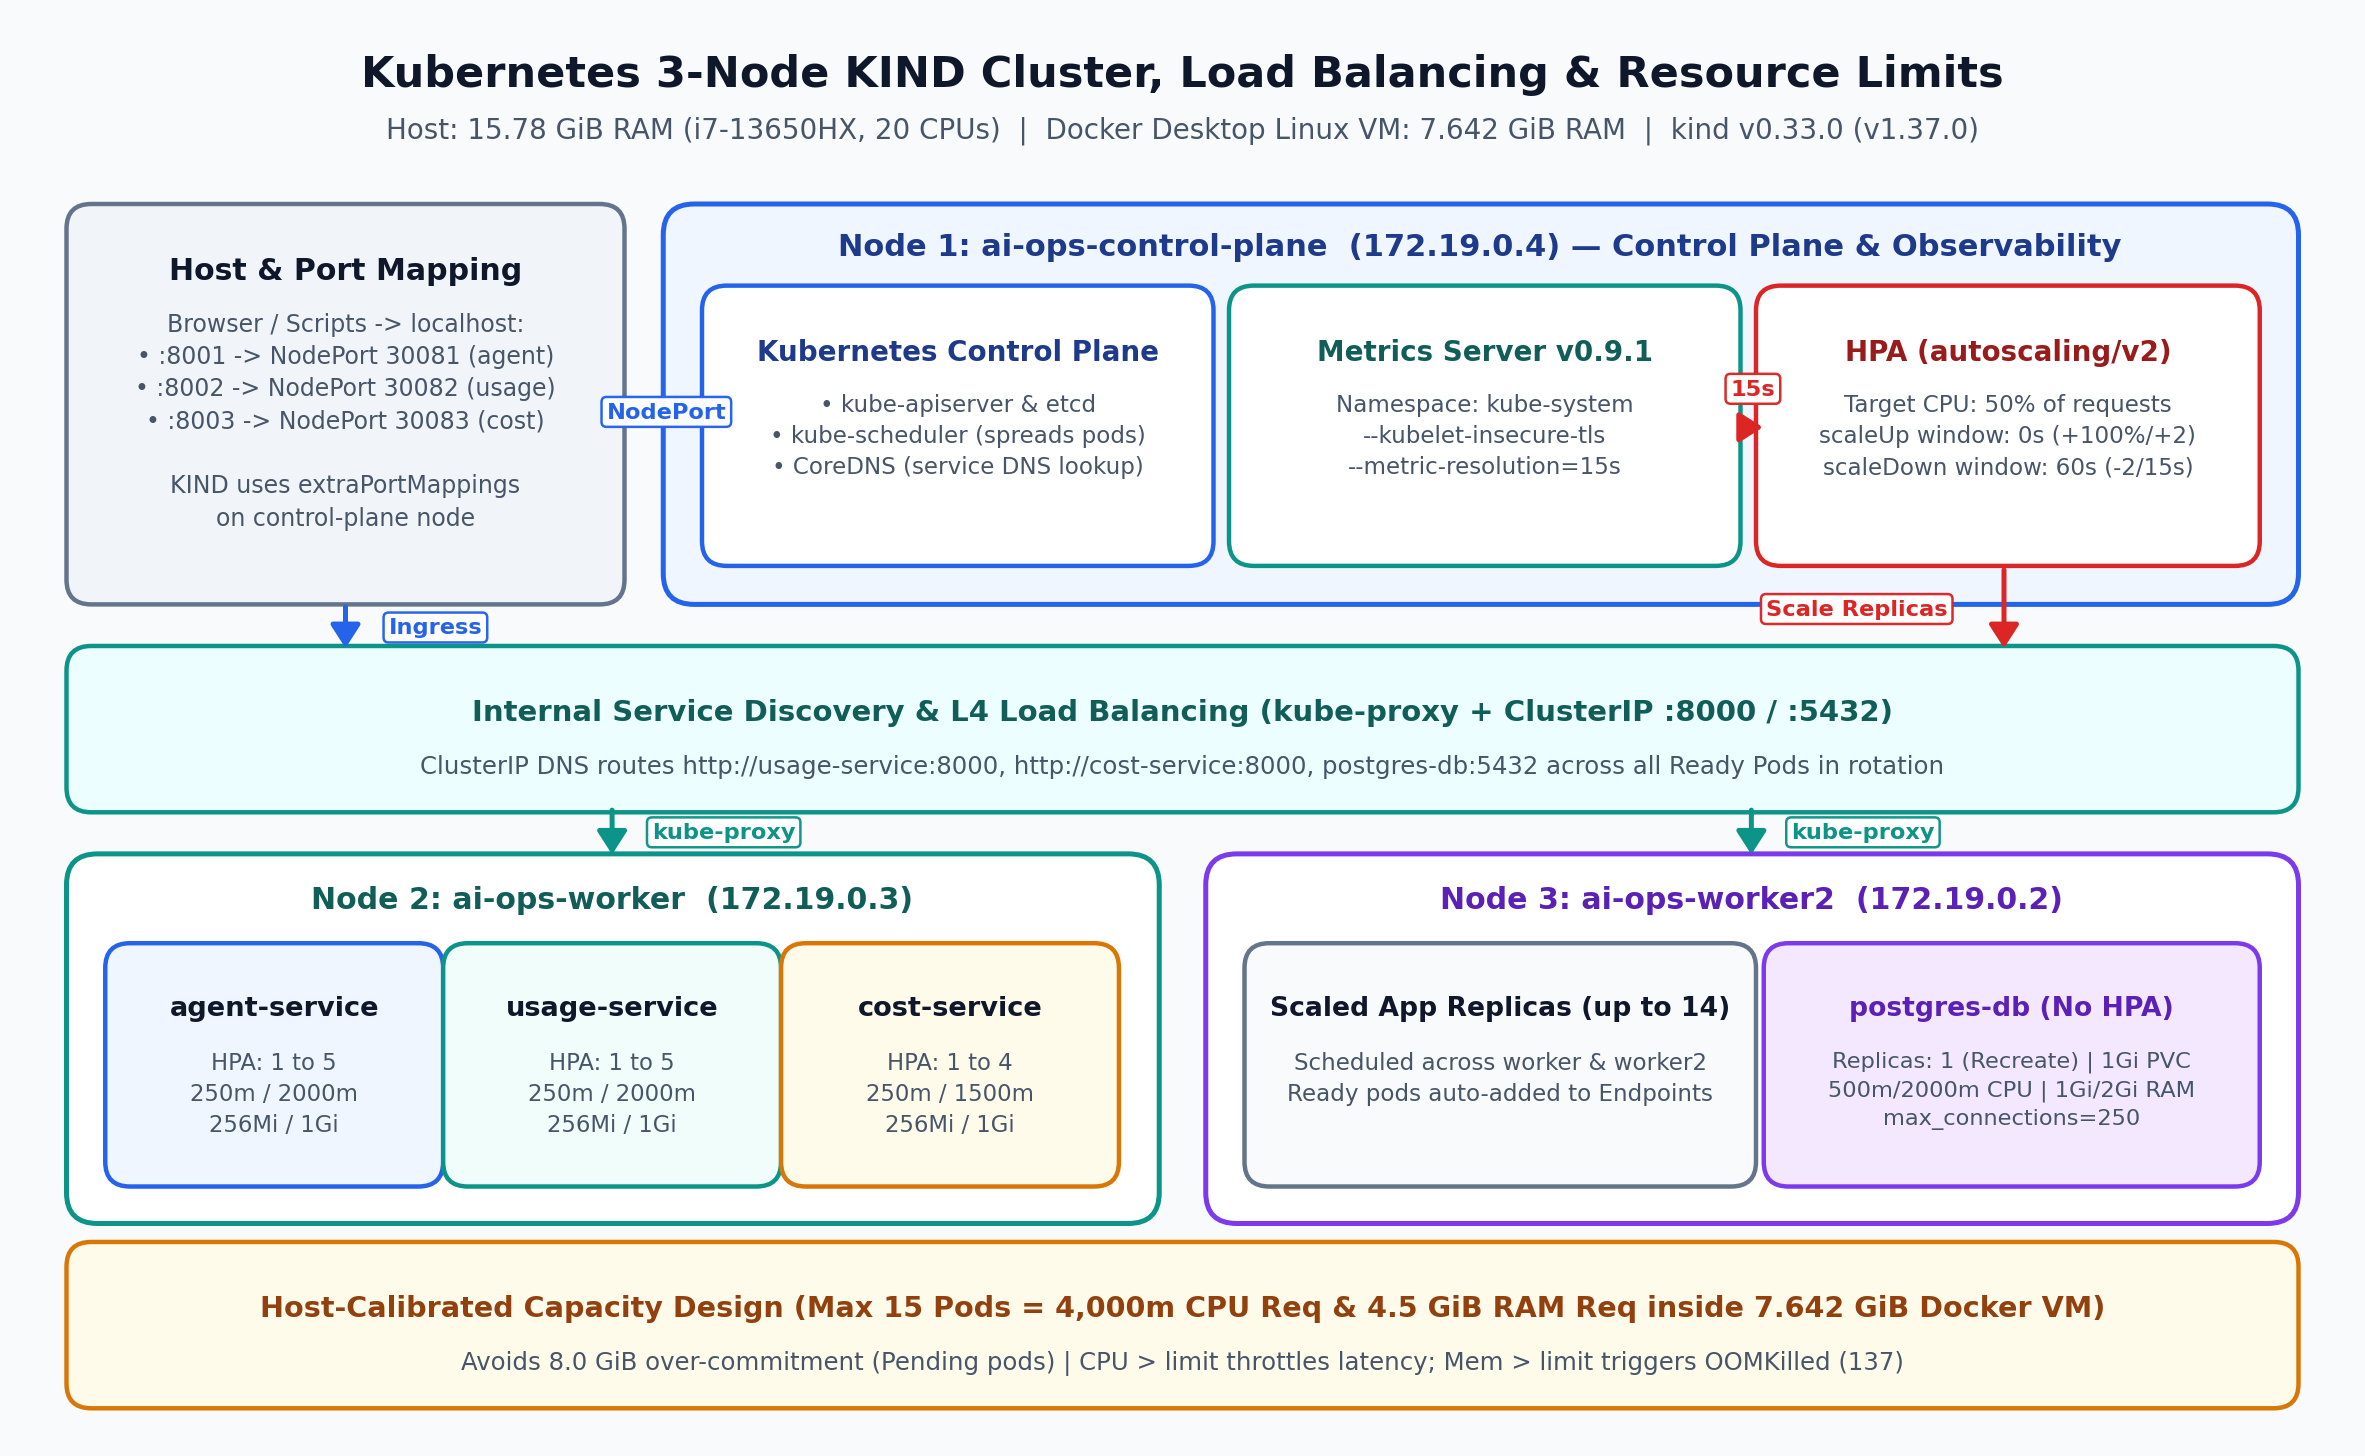 Kubernetes 3-Node KIND Cluster, Load Balancing & Resource Limits
Host: 15.78 GiB RAM (i7-13650HX, 20 CPUs)  |  Docker Desktop Linux VM: 7.642 GiB RAM  |  kind v0.33.0 (v1.37.0)
Host & Port Mapping
Browser / Scripts -> localhost:
• :8001 -> NodePort 30081 (agent)
• :8002 -> NodePort 30082 (usage)
• :8003 -> NodePort 30083 (cost)
KIND uses extraPortMappings
on control-plane node
NodePort
Node 1: ai-ops-control-plane  (172.19.0.4) — Control Plane & Observability
Kubernetes Control Plane
• kube-apiserver & etcd
• kube-scheduler (spreads pods)
• CoreDNS (service DNS lookup)
Metrics Server v0.9.1
Namespace: kube-system
--kubelet-insecure-tls
--metric-resolution=15s
15s
HPA (autoscaling/v2)
Target CPU: 50% of requests
scaleUp window: 0s (+100%/+2)
scaleDown window: 60s (-2/15s)
Ingress
Scale Replicas
Internal Service Discovery & L4 Load Balancing (kube-proxy + ClusterIP :8000 / :5432)
ClusterIP DNS routes http://usage-service:8000, http://cost-service:8000, postgres-db:5432 across all Ready Pods in rotation
kube-proxy
kube-proxy
Node 2: ai-ops-worker  (172.19.0.3)
agent-service
HPA: 1 to 5
250m / 2000m
256Mi / 1Gi
usage-service
HPA: 1 to 5
250m / 2000m
256Mi / 1Gi
cost-service
HPA: 1 to 4
250m / 1500m
256Mi / 1Gi
Node 3: ai-ops-worker2  (172.19.0.2)
Scaled App Replicas (up to 14)
Scheduled across worker & worker2
Ready pods auto-added to Endpoints
postgres-db (No HPA)
Replicas: 1 (Recreate) | 1Gi PVC
500m/2000m CPU | 1Gi/2Gi RAM
max_connections=250
Host-Calibrated Capacity Design (Max 15 Pods = 4,000m CPU Req & 4.5 GiB RAM Req inside 7.642 GiB Docker VM)
Avoids 8.0 GiB over-commitment (Pending pods) | CPU > limit throttles latency; Mem > limit triggers OOMKilled (137)